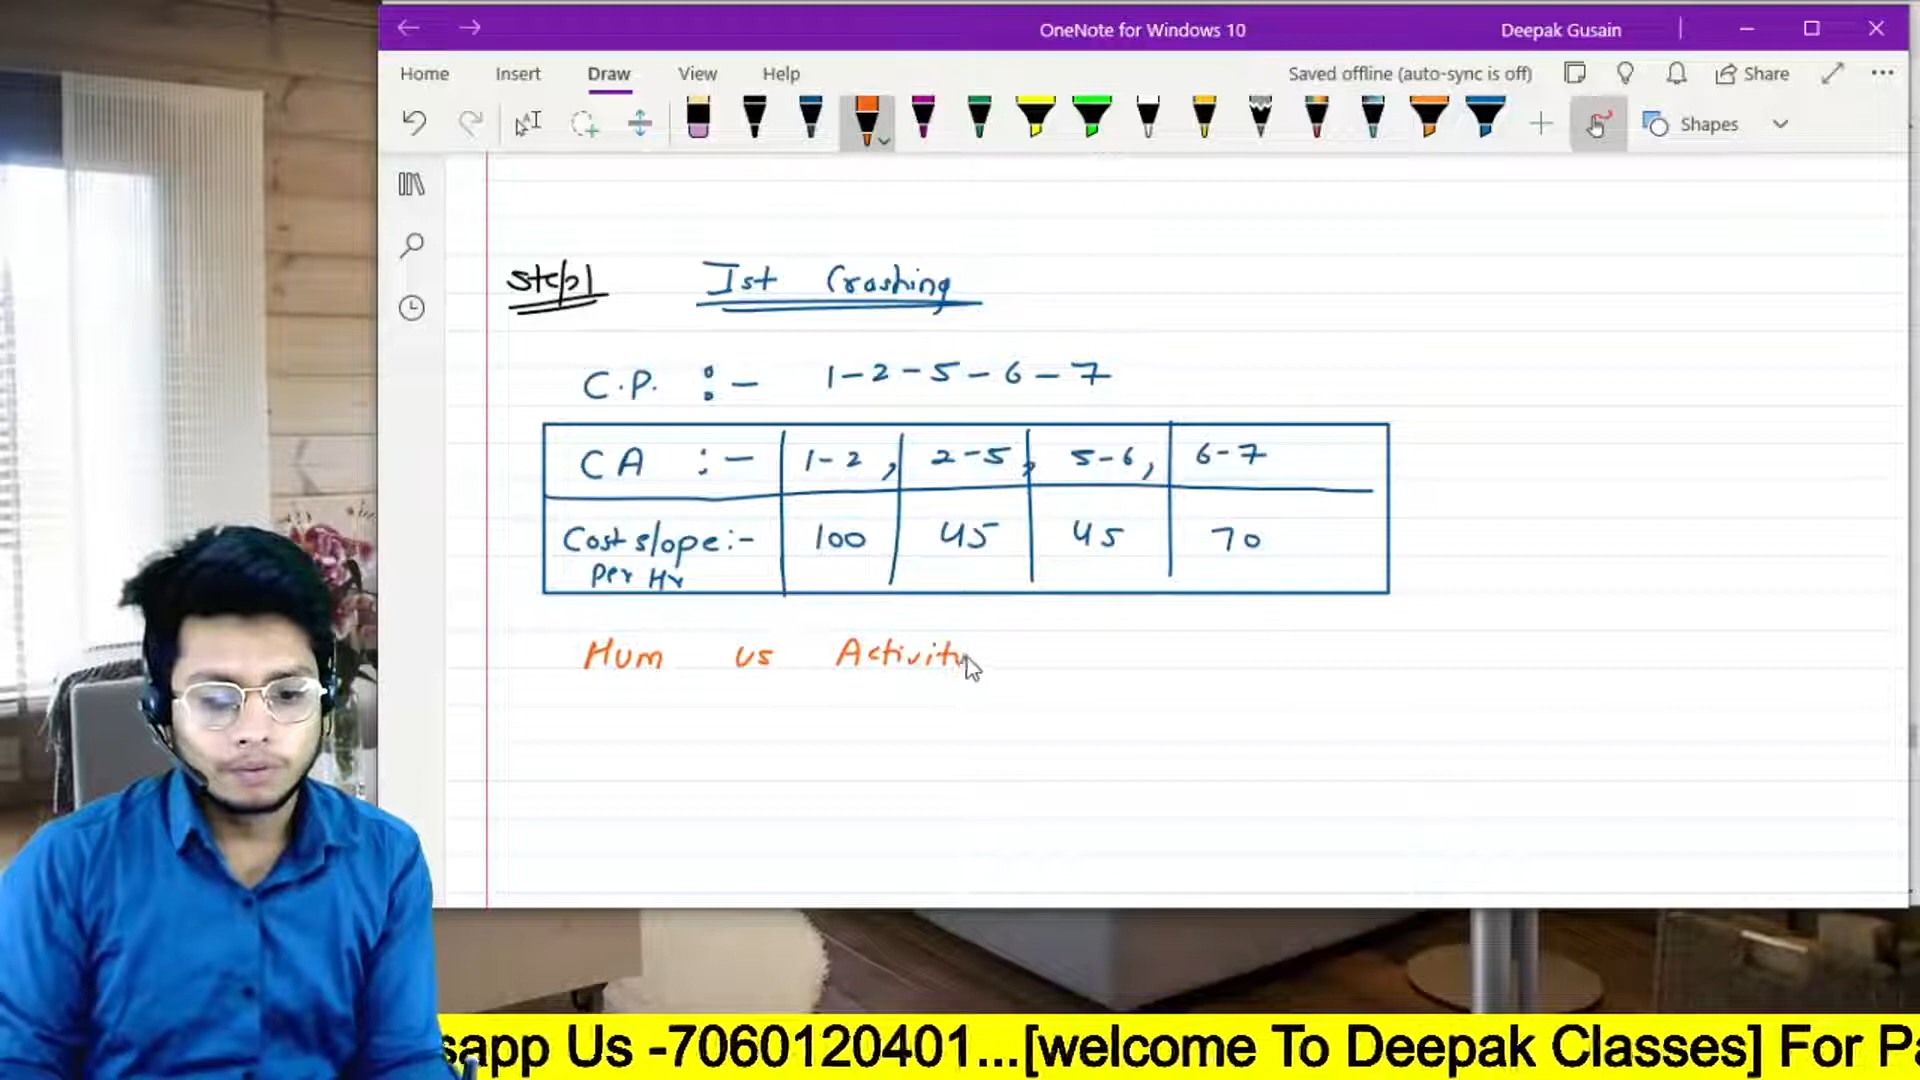 OneNote for Windows 10
Deepak Gusain
Home Insert Draw View Help
Saved offline (auto-sync is off)
Share
Shapes
Step1 Ist Crashing
C.P. :- 1-2-5-6-7
CA :- 1-2, 2-5, 5-6, 6-7
Cost slope:- 100 45 45 70
Per Hr
Hum us Activity
sapp Us -7060120401...[welcome To Deepak Classes] For Pa